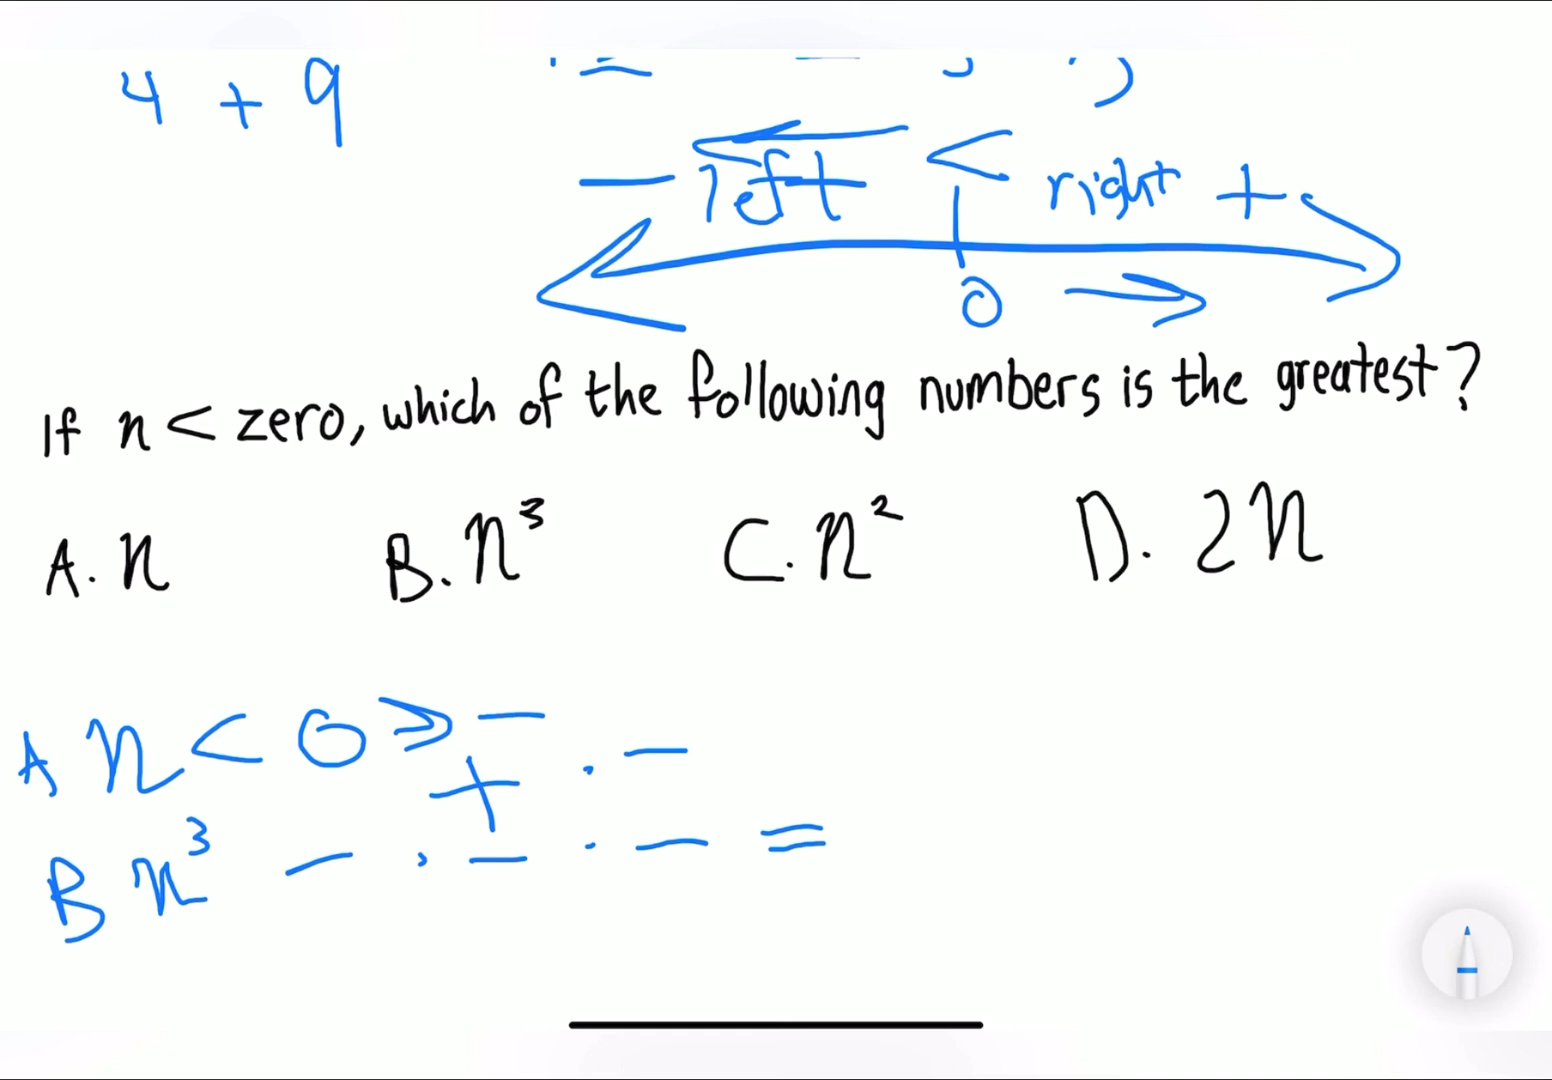 4 + 9
− left < right +
0
If n < zero, which of the following numbers is the greatest?
A. n B. n³ C. n² D. 2n
A n < 0 > −
+ . −
B n³ − . − . − =